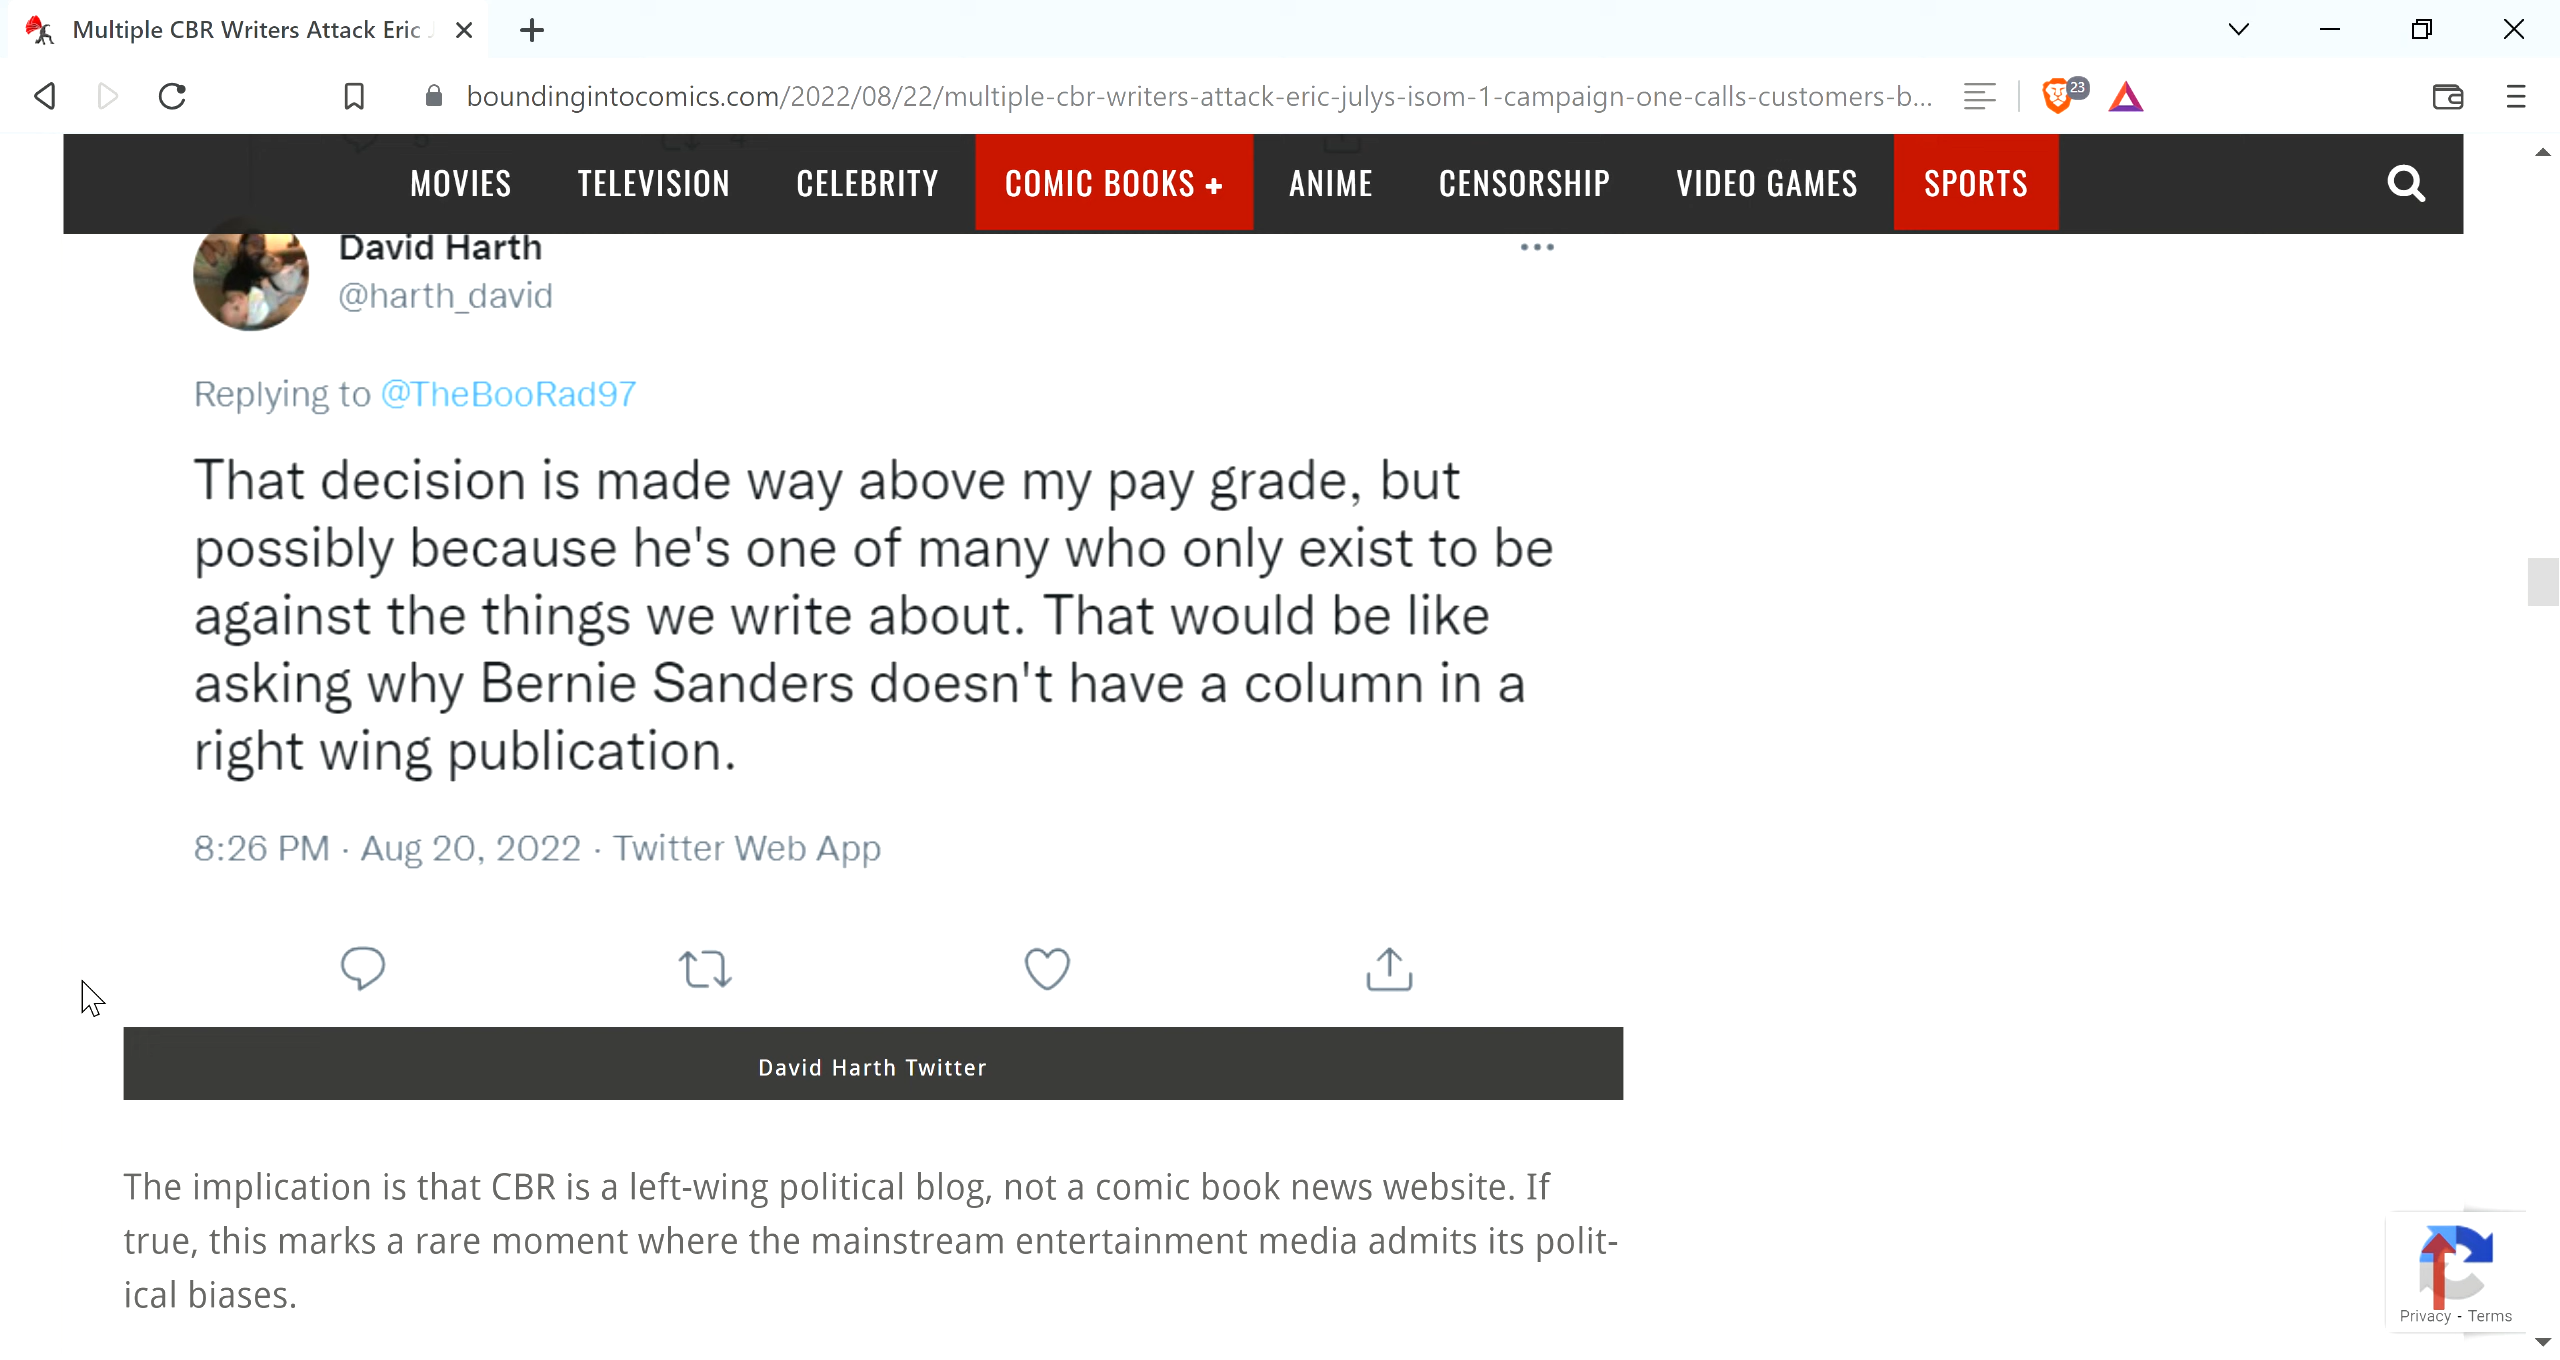 Multiple CBR Writers Attack Eric
boundingintocomics.com/2022/08/22/multiple-cbr-writers-attack-eric-julys-isom-1-campaign-one-calls-customers-b...
23
MOVIES TELEVISION CELEBRITY COMIC BOOKS + ANIME CENSORSHIP VIDEO GAMES SPORTS
David Harth
@harth_david
Replying to @TheBooRad97
That decision is made way above my pay grade, but
possibly because he's one of many who only exist to be
against the things we write about. That would be like
asking why Bernie Sanders doesn't have a column in a
right wing publication.
8:26 PM · Aug 20, 2022 · Twitter Web App
David Harth Twitter
The implication is that CBR is a left-wing political blog, not a comic book news website. If
true, this marks a rare moment where the mainstream entertainment media admits its polit-
ical biases.
Privacy - Terms